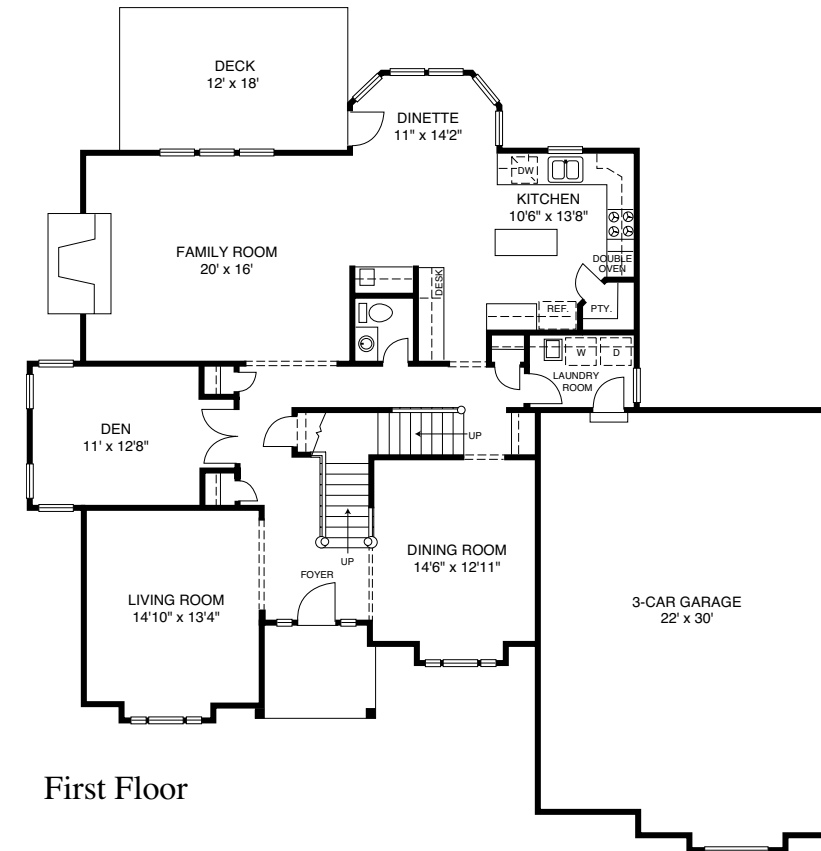 DECK
12' x 18'
DINETTE
11" x 14'2"
DW
KITCHEN
10'6" x 13'8"
FAMILY ROOM
20' x 16'
DOUBLE
OVEN
DESK
REF.
PTY.
W
D
LAUNDRY
ROOM
DEN
11' x 12'8"
UP
UP
FOYER
DINING ROOM
14'6" x 12'11"
LIVING ROOM
14'10" x 13'4"
3-CAR GARAGE
22' x 30'
First Floor